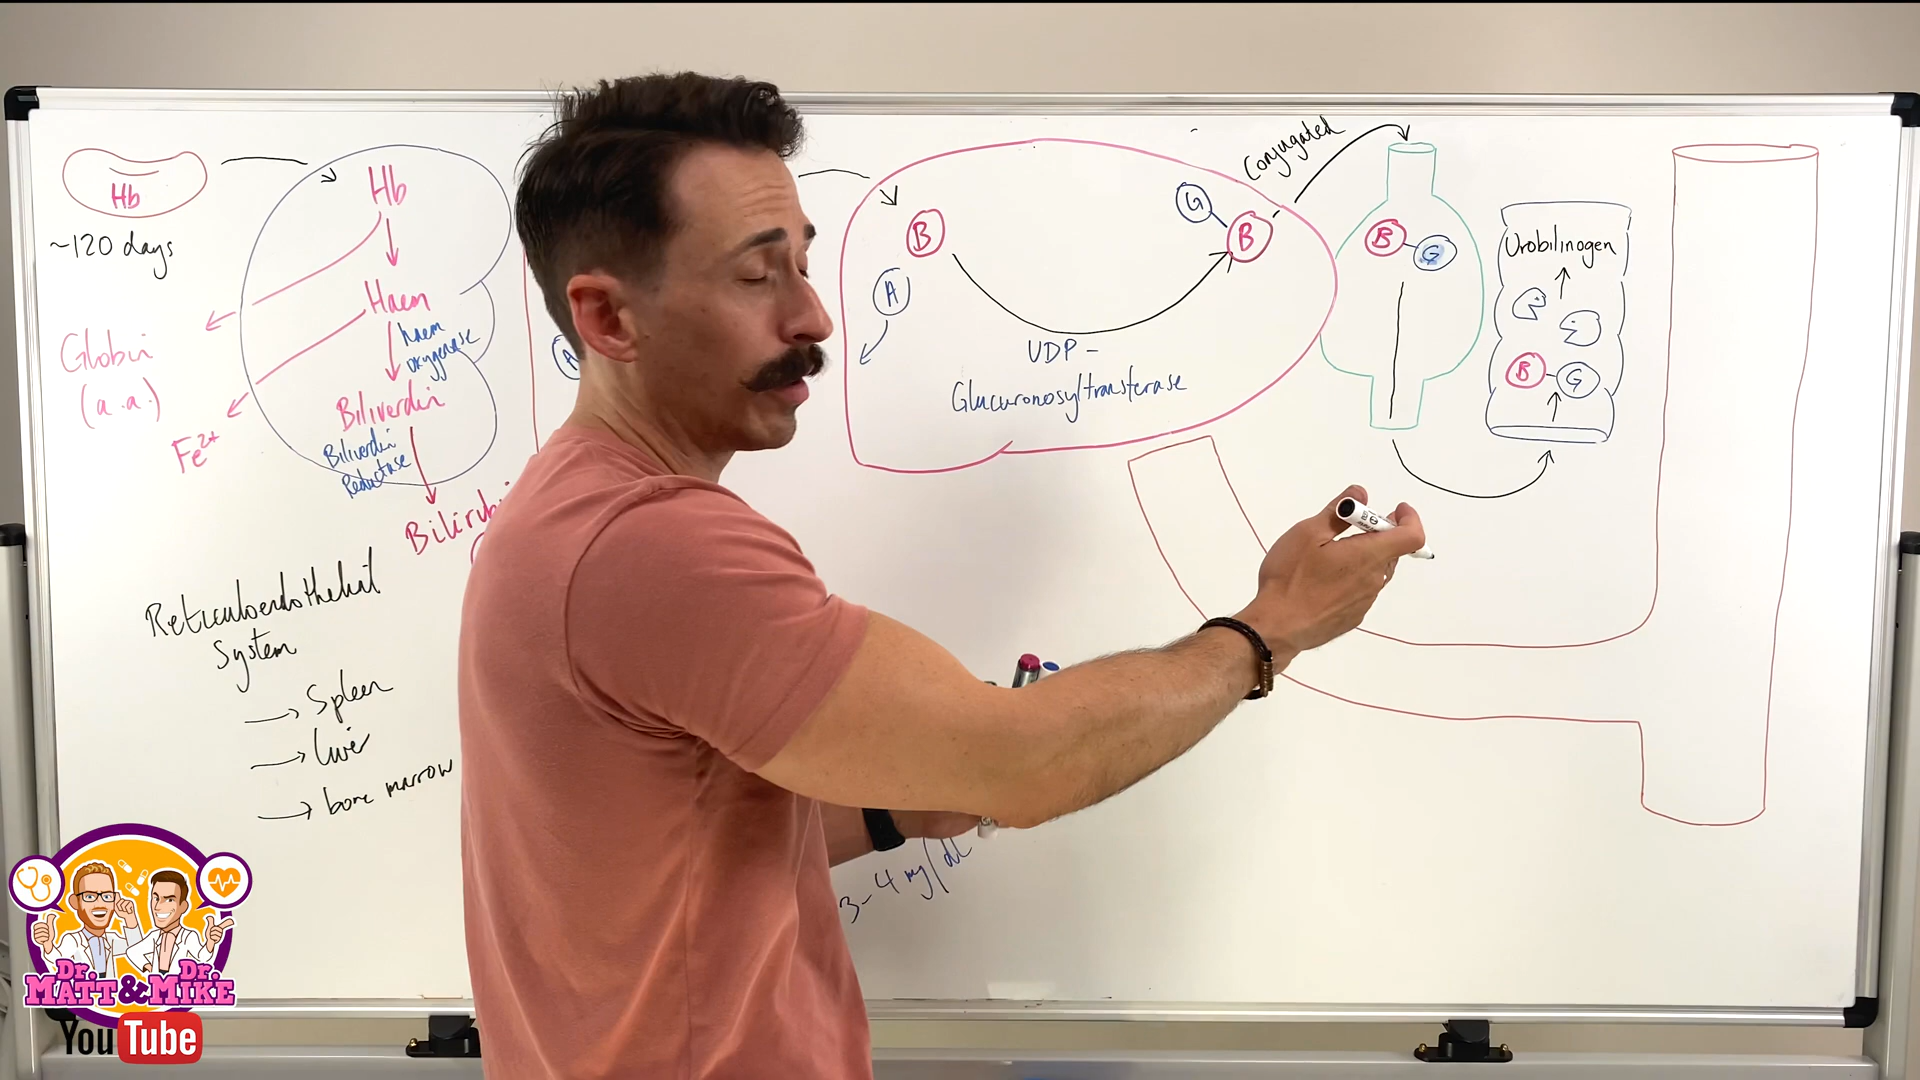 Hb
~120 days
Globin
(a.a.)
Fe²⁺
Hb
Haem
haem
oxygenase
Biliverdin
Biliverdin
Reductase
Reticuloendothelial
System
→ Spleen
→ liver
→ bone marrow
A
B
A
UDP -
Glucuronosyltransferase
G
B
Conjugated
B
G
Urobilinogen
B
G
3-4 mg/dL
Dr. Dr.
MATT & MIKE
YouTube